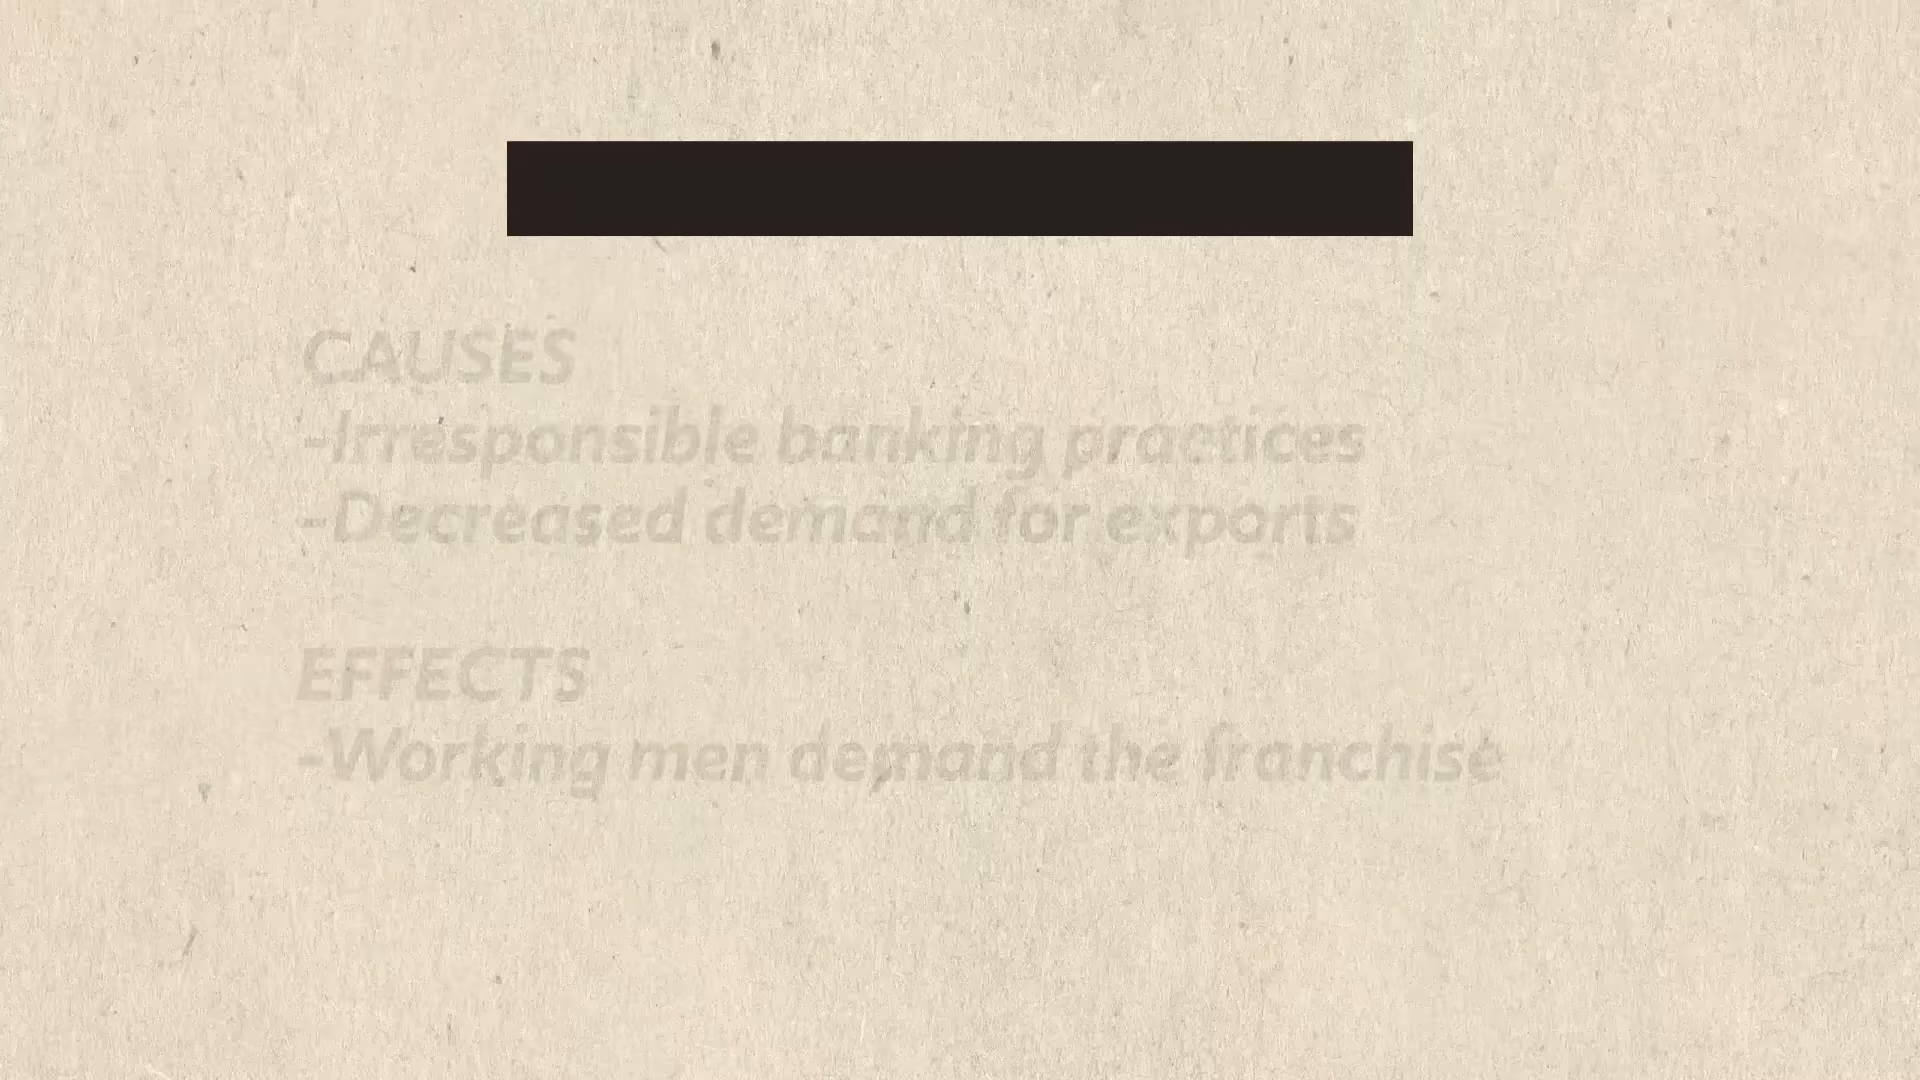 CAUSES
-Irresponsible banking practices
-Decreased demand for exports
EFFECTS
-Working men demand the franchise